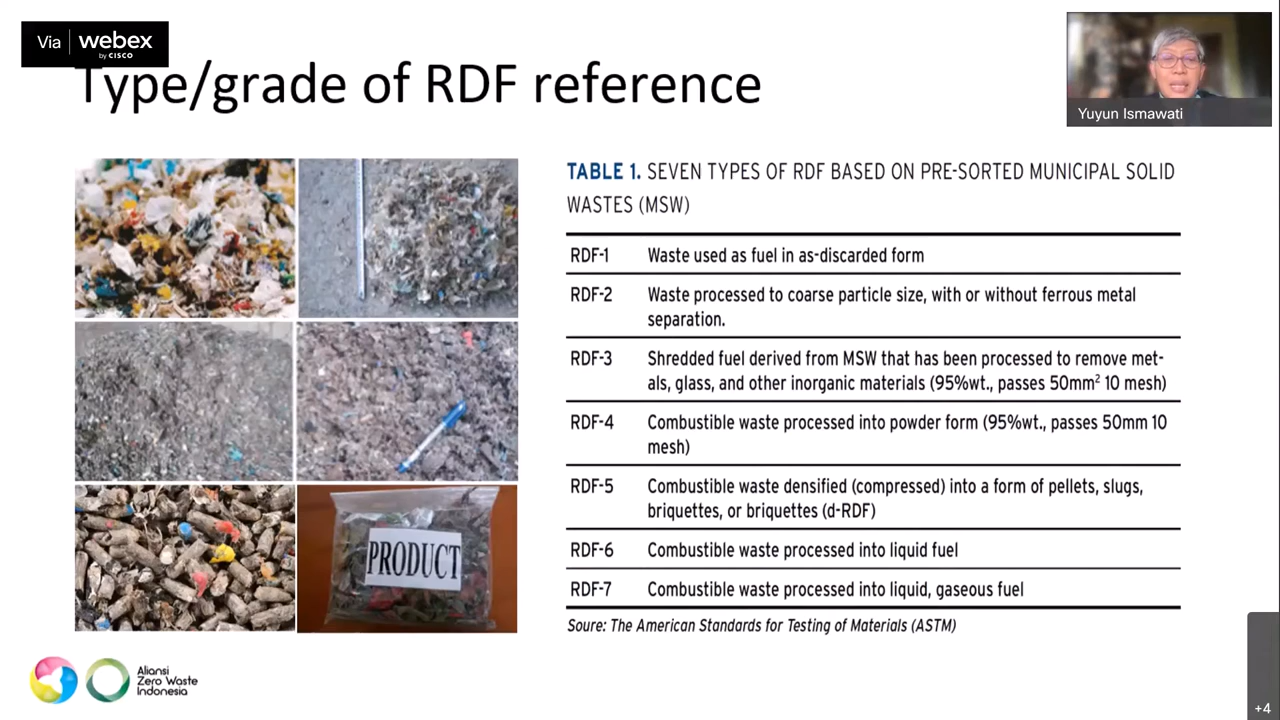 Via webex
by CISCO
Type/grade of RDF reference
Yuyun Ismawati
TABLE 1. SEVEN TYPES OF RDF BASED ON PRE-SORTED MUNICIPAL SOLID
WASTES (MSW)
RDF-1 Waste used as fuel in as-discarded form
RDF-2 Waste processed to coarse particle size, with or without ferrous metal
separation.
RDF-3 Shredded fuel derived from MSW that has been processed to remove met-
als, glass, and other inorganic materials (95%wt., passes 50mm² 10 mesh)
RDF-4 Combustible waste processed into powder form (95%wt., passes 50mm 10
mesh)
RDF-5 Combustible waste densified (compressed) into a form of pellets, slugs,
briquettes, or briquettes (d-RDF)
RDF-6 Combustible waste processed into liquid fuel
RDF-7 Combustible waste processed into liquid, gaseous fuel
Soure: The American Standards for Testing of Materials (ASTM)
PRODUCT
Aliansi
Zero Waste
Indonesia
+4